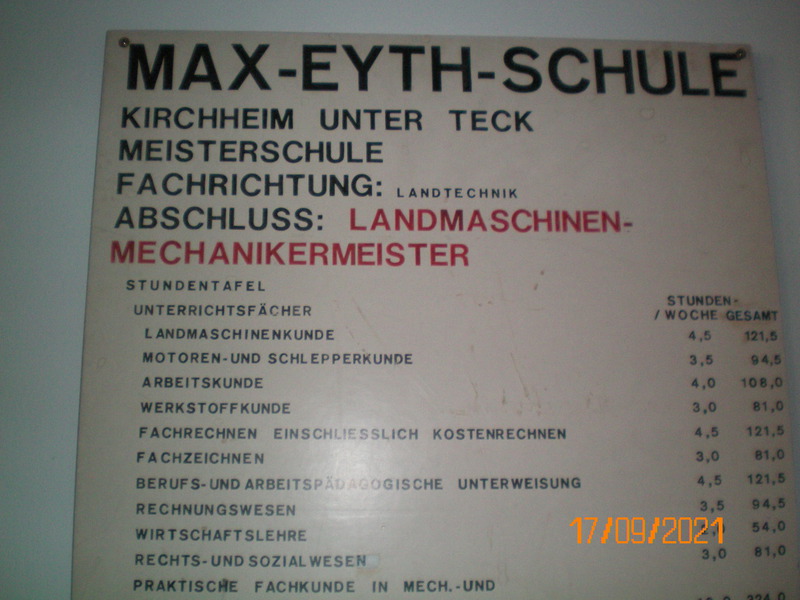 MAX-EYTH-SCHULE
KIRCHHEIM UNTER TECK
MEISTERSCHULE
FACHRICHTUNG: LANDTECHNIK
ABSCHLUSS: LANDMASCHINEN-
MECHANIKERMEISTER
STUNDENTAFEL
UNTERRICHTSFÄCHER STUNDEN-
/WOCHE GESAMT
LANDMASCHINENKUNDE 4,5 121,5
MOTOREN-UND SCHLEPPERKUNDE 3,5 94,5
ARBEITSKUNDE 4,0 108,0
WERKSTOFFKUNDE 3,0 81,0
FACHRECHNEN EINSCHLIESSLICH KOSTENRECHNEN 4,5 121,5
FACHZEICHNEN 3,0 81,0
BERUFS-UND ARBEITSPÄDAGOGISCHE UNTERWEISUNG 4,5 121,5
RECHNUNGSWESEN 3,5 94,5
WIRTSCHAFTSLEHRE 54,0
RECHTS-UND SOZIALWESEN 3,0 81,0
PRAKTISCHE FACHKUNDE IN MECH.-UND
324,0
17/09/2021